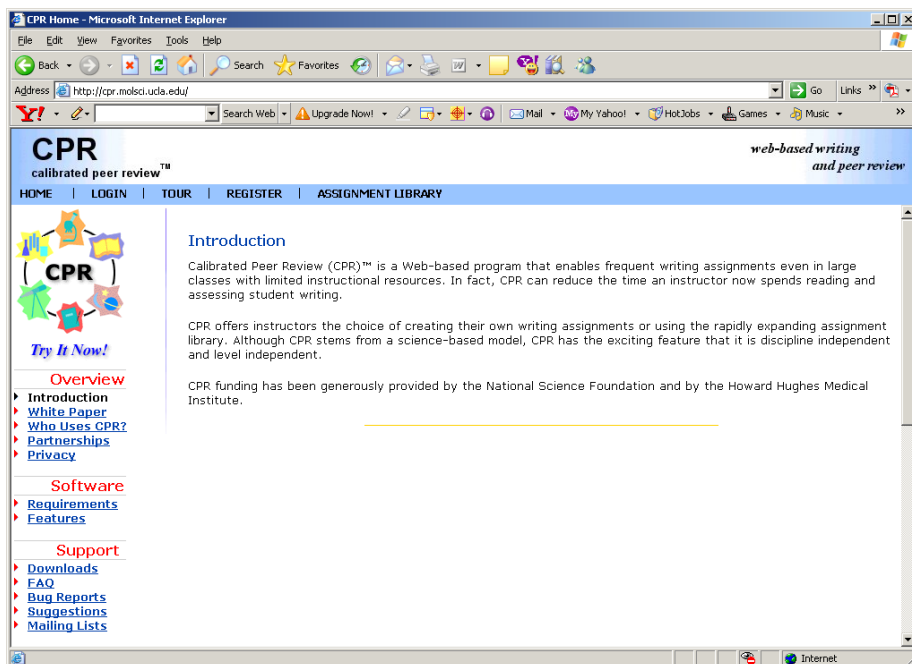 CPR Home - Microsoft Internet Explorer
File Edit View Favorites Tools Help
Back Search Favorites
Address http://cpr.molsci.ucla.edu/ Go Links »
Y! Search Web Upgrade Now! Mail My Yahoo! HotJobs Games Music »
CPR
calibrated peer review™
web-based writing
and peer review
HOME | LOGIN | TOUR | REGISTER | ASSIGNMENT LIBRARY
CPR
Try It Now!
Overview
Introduction
White Paper
Who Uses CPR?
Partnerships
Privacy
Software
Requirements
Features
Support
Downloads
FAQ
Bug Reports
Suggestions
Mailing Lists
Introduction
Calibrated Peer Review (CPR)™ is a Web-based program that enables frequent writing assignments even in large
classes with limited instructional resources. In fact, CPR can reduce the time an instructor now spends reading and
assessing student writing.
CPR offers instructors the choice of creating their own writing assignments or using the rapidly expanding assignment
library. Although CPR stems from a science-based model, CPR has the exciting feature that it is discipline independent
and level independent.
CPR funding has been generously provided by the National Science Foundation and by the Howard Hughes Medical
Institute.
Internet